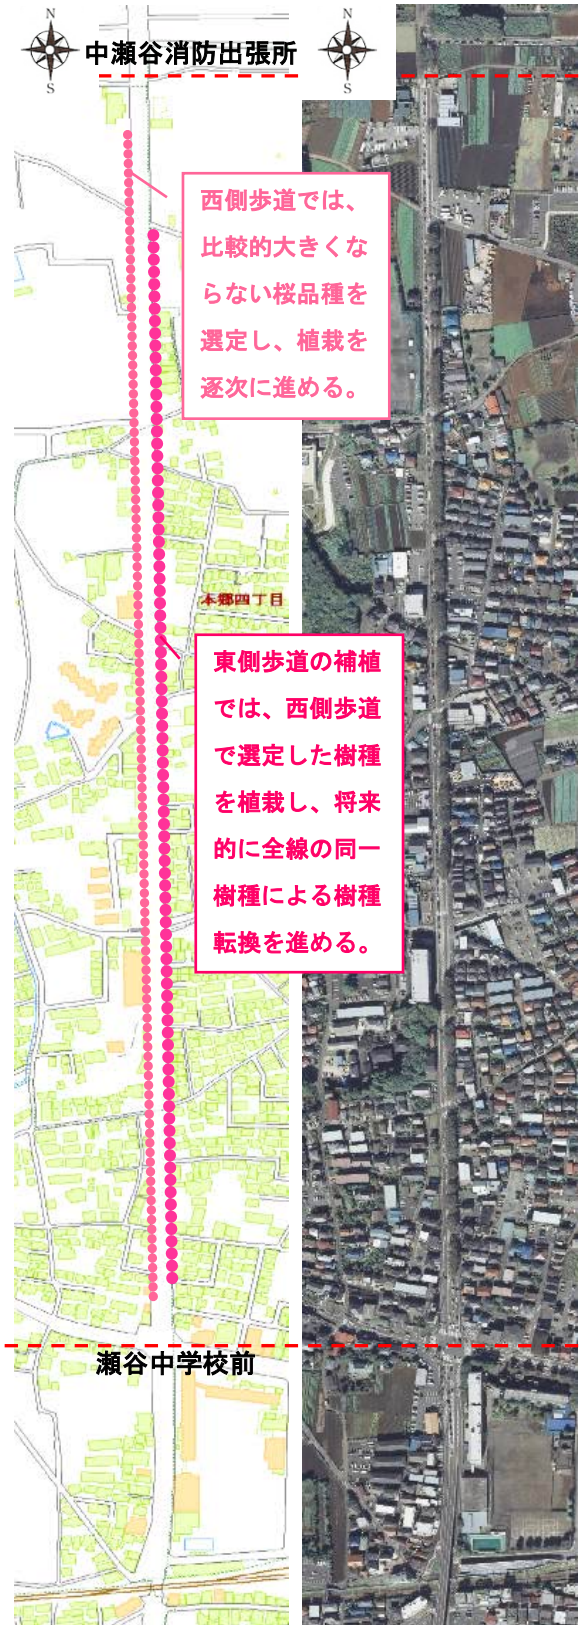 N
N
中瀬谷消防出張所
S
S
西側歩道では、
比較的大きくな
らない桜品種を
選定し、植栽を
逐次に進める。
本郷四丁目
東側歩道の補植
では、西側歩道
で選定した樹種
を植栽し、将来
的に全線の同一
樹種による樹種
転換を進める。
瀬谷中学校前